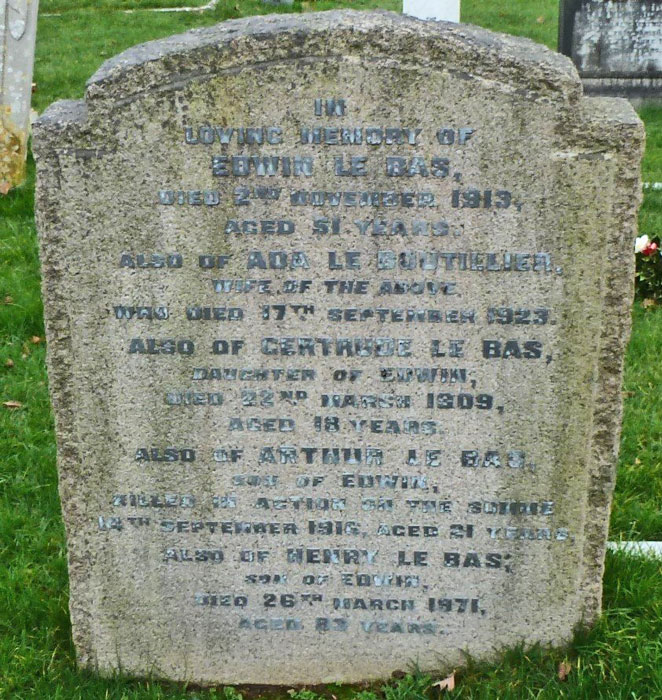 IN
LOVING MEMORY OF
EDWIN LE BAS,
DIED 2ND NOVEMBER 1913,
AGED 51 YEARS.
ALSO OF ADA LE BOUTILLIER,
WIFE OF THE ABOVE,
WHO DIED 17TH SEPTEMBER 1923.
ALSO OF GERTRUDE LE BAS,
DAUGHTER OF EDWIN,
DIED 22ND MARCH 1909,
AGED 18 YEARS.
ALSO OF ARTHUR LE BAS,
SON OF EDWIN,
KILLED IN ACTION ON THE SOMME
14TH SEPTEMBER 1916, AGED 21 YEARS.
ALSO OF HENRY LE BAS;
SON OF EDWIN,
DIED 26TH MARCH 1971,
AGED 83 YEARS.